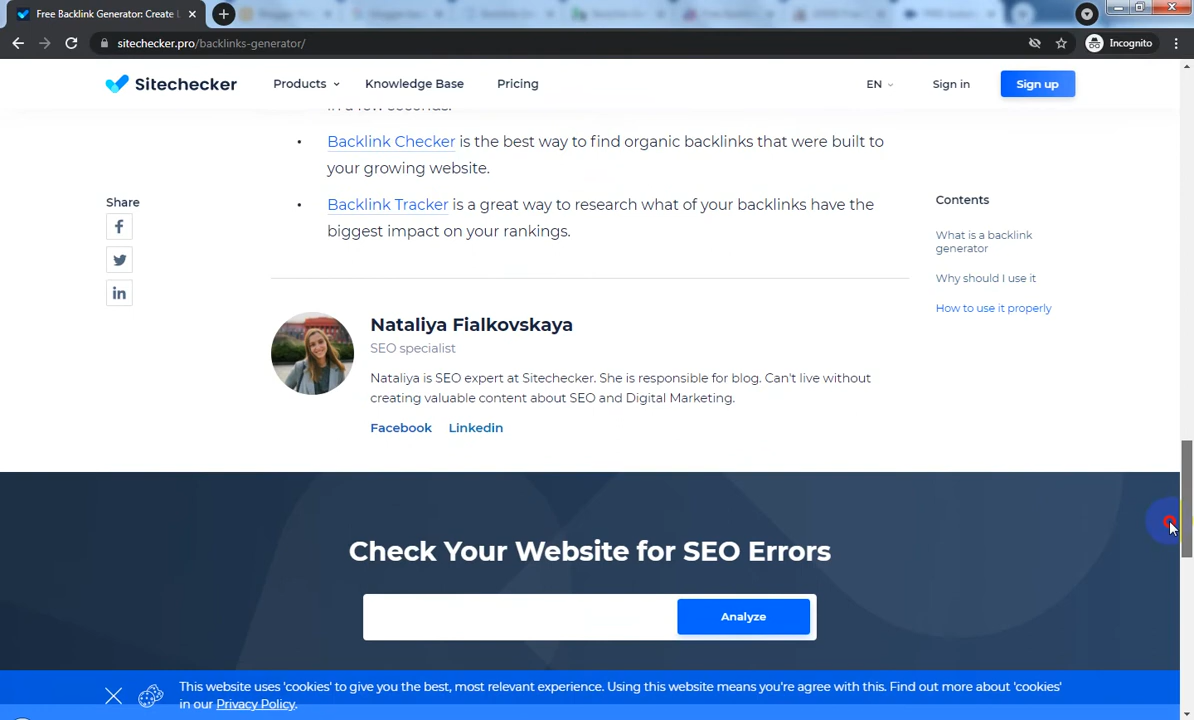 Free Backlink Generator: Create
sitechecker.pro/backlinks-generator/
Incognito
Sitechecker
Products
Knowledge Base
Pricing
EN
Sign in
Sign up
in a few seconds.
• Backlink Checker is the best way to find organic backlinks that were built to
your growing website.
• Backlink Tracker is a great way to research what of your backlinks have the
biggest impact on your rankings.
Share
Contents
What is a backlink
generator
Why should I use it
How to use it properly
Nataliya Fialkovskaya
SEO specialist
Nataliya is SEO expert at Sitechecker. She is responsible for blog. Can't live without
creating valuable content about SEO and Digital Marketing.
Facebook Linkedin
Check Your Website for SEO Errors
Analyze
This website uses 'cookies' to give you the best, most relevant experience. Using this website means you're agree with this. Find out more about 'cookies'
in our Privacy Policy.